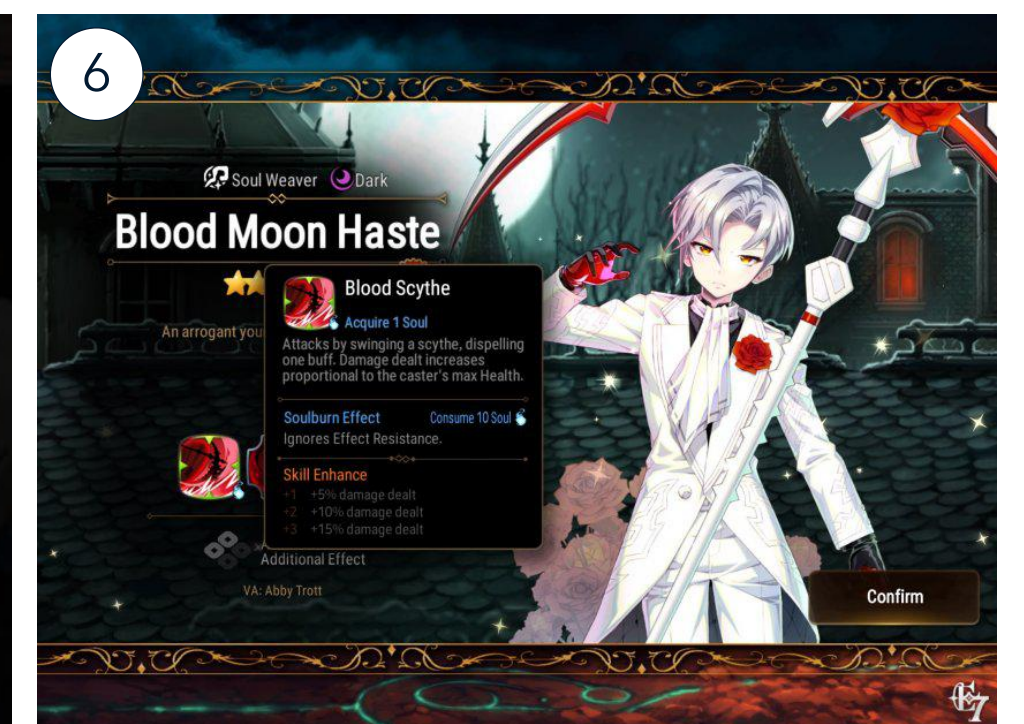 6
Soul Weaver Dark
Blood Moon Haste
Blood Scythe
Acquire 1 Soul
An arrogant you
Attacks by swinging a scythe, dispelling
one buff. Damage dealt increases
proportional to the caster's max Health.
Soulburn Effect Consume 10 Soul
Ignores Effect Resistance.
Skill Enhance
+1 +5% damage dealt
+2 +10% damage dealt
+3 +15% damage dealt
Additional Effect
VA: Abby Trott
Confirm
E7